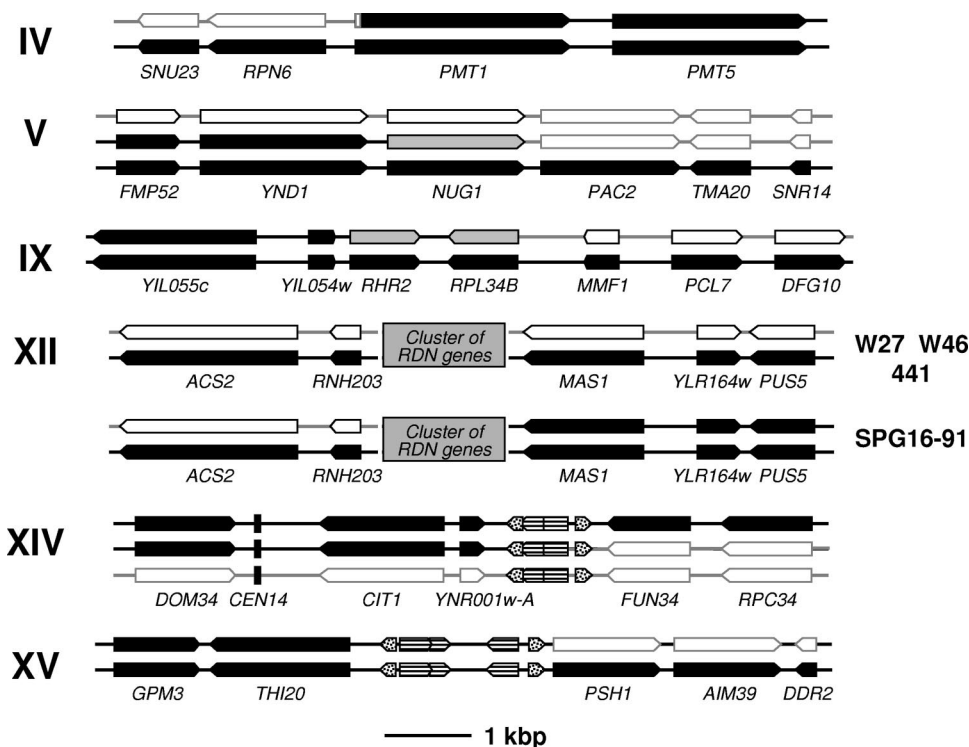 IV
SNU23 RPN6 PMT1 PMT5
V
FMP52 YND1 NUG1 PAC2 TMA20 SNR14
IX
YIL055c YIL054w RHR2 RPL34B MMF1 PCL7 DFG10
XII
Cluster of
RDN genes
ACS2 RNH203 MAS1 YLR164w PUS5
W27 W46
441
Cluster of
RDN genes
ACS2 RNH203 MAS1 YLR164w PUS5
SPG16-91
XIV
DOM34 CEN14 CIT1 YNR001w-A FUN34 RPC34
XV
GPM3 THI20 PSH1 AIM39 DDR2
1 kbp